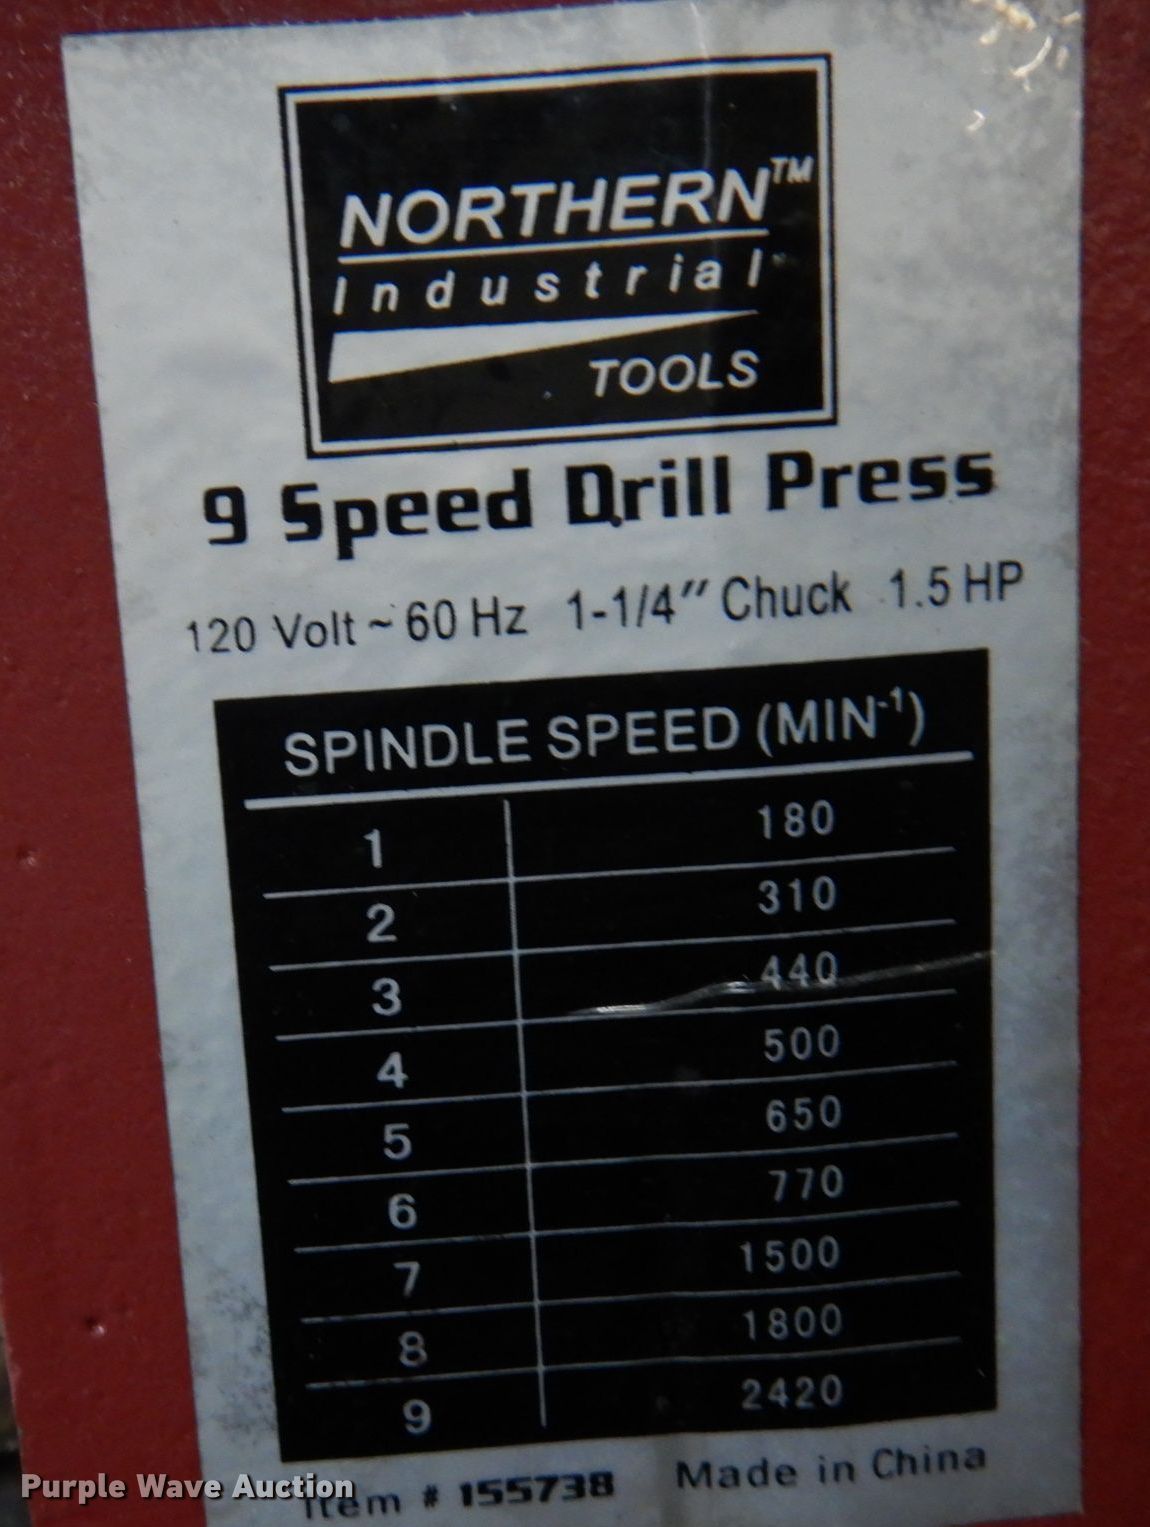 NORTHERN™
Industrial
TOOLS
9 Speed Drill Press
120 Volt ~ 60 Hz 1-1/4" Chuck 1.5 HP
SPINDLE SPEED (MIN⁻¹)
1 180
2 310
3 440
4 500
5 650
6 770
7 1500
8 1800
9 2420
Item # 155738 Made in China
Purple Wave Auction